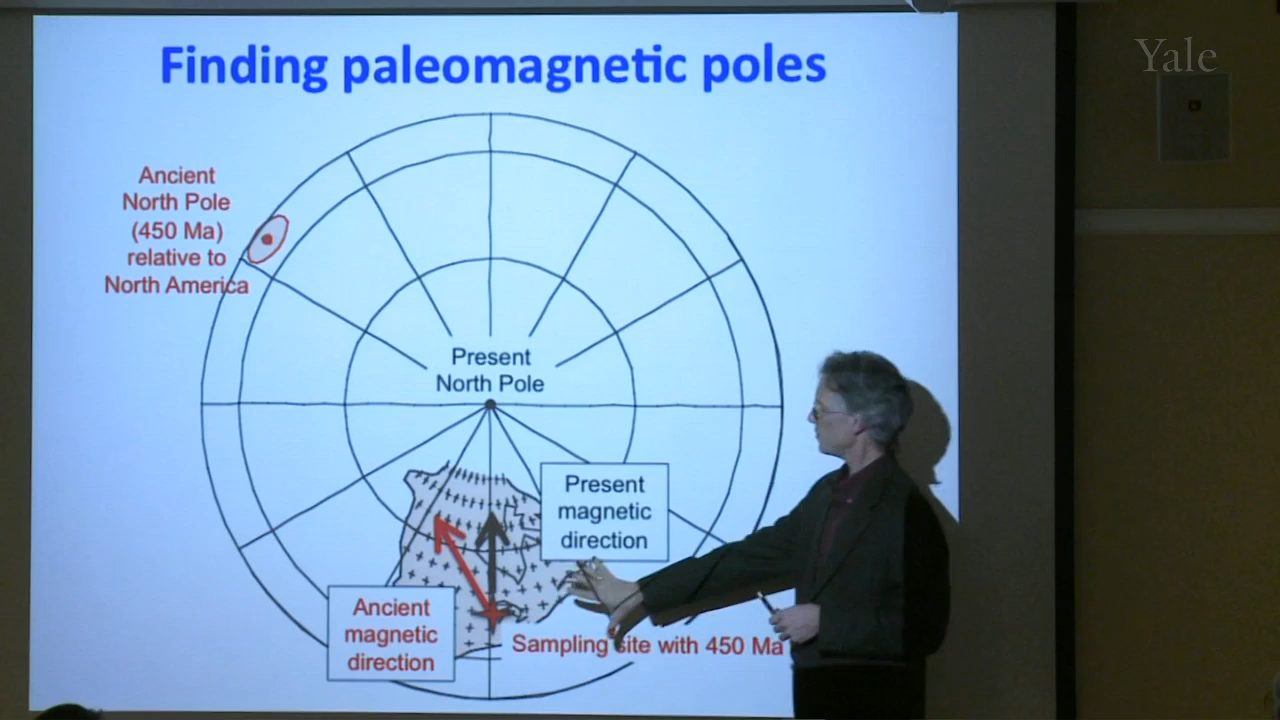 Finding paleomagnetic poles
Yale
Ancient
North Pole
(450 Ma)
relative to
North America
Present
North Pole
Present
magnetic
direction
Ancient
magnetic
direction
Sampling site with 450 Ma